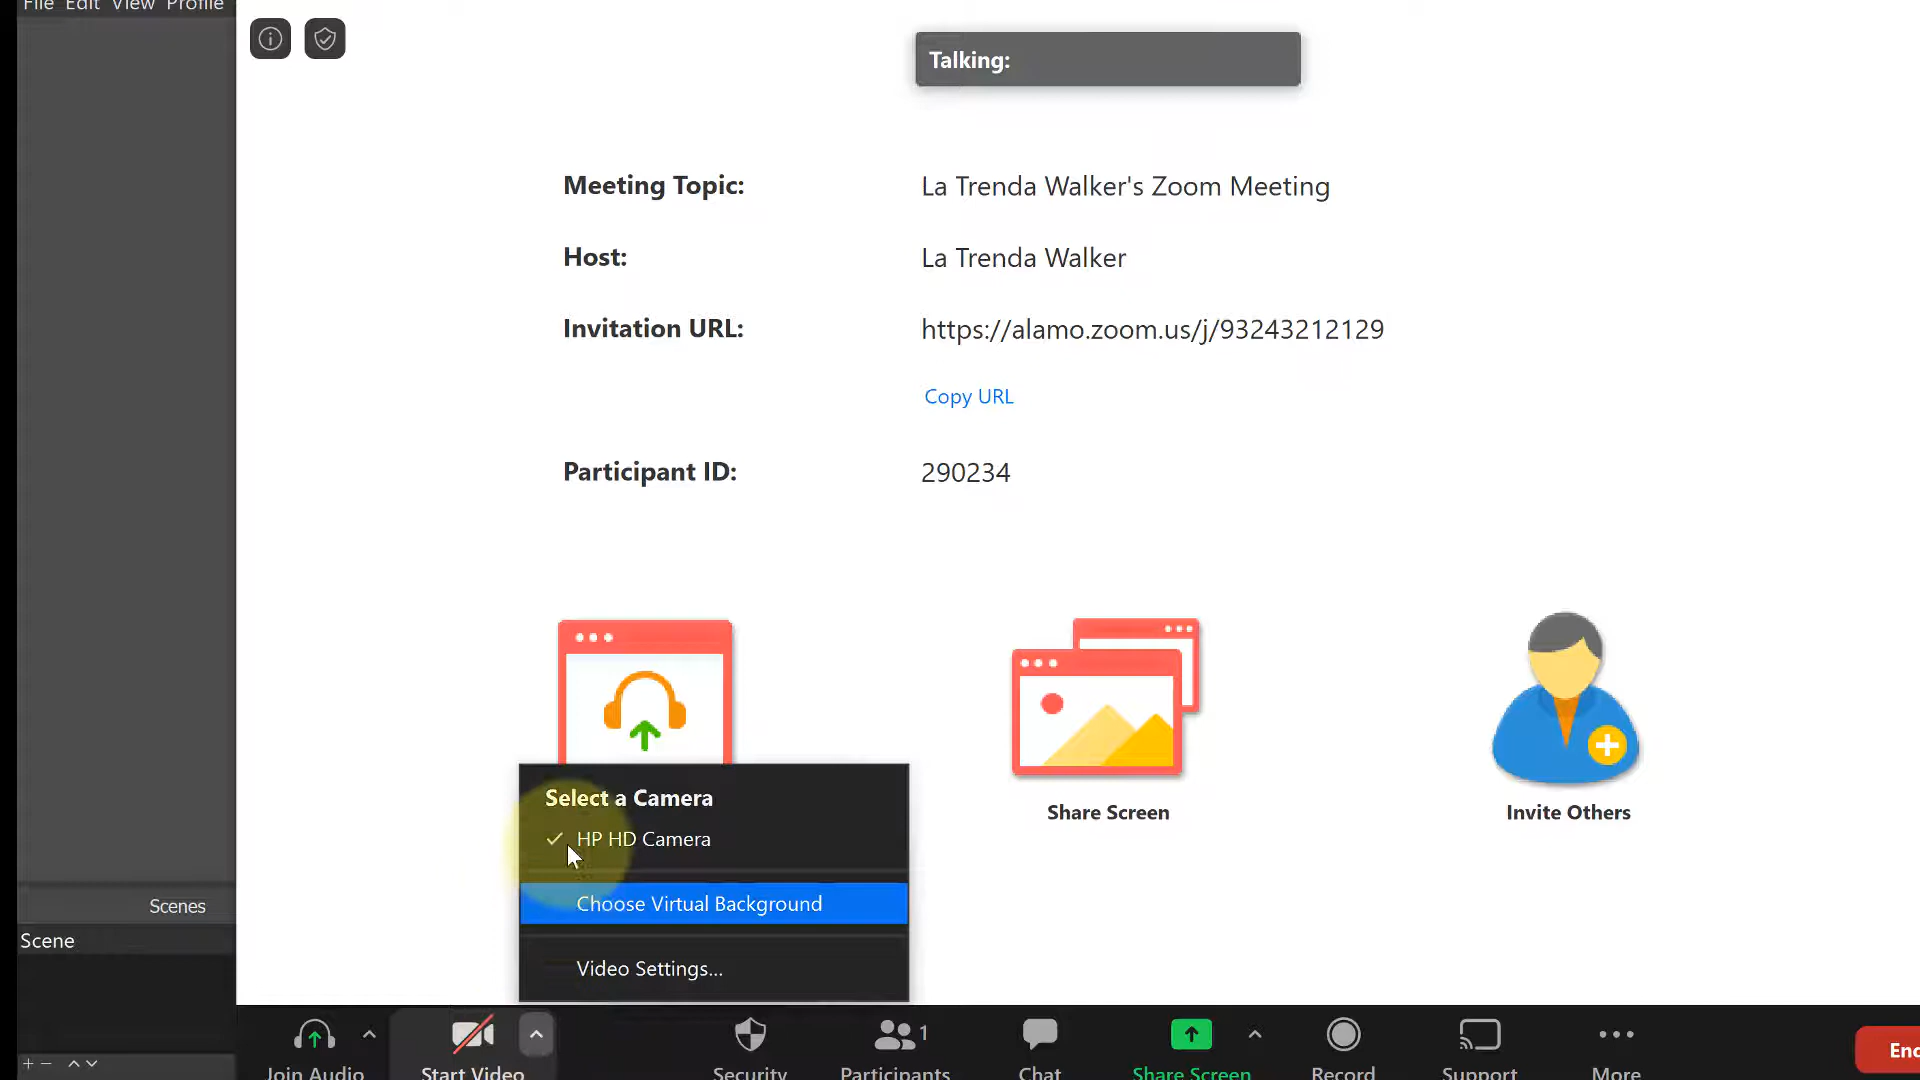 File Edit View Profile
Talking:
Meeting Topic: La Trenda Walker's Zoom Meeting
Host: La Trenda Walker
Invitation URL: https://alamo.zoom.us/j/93243212129
Copy URL
Participant ID: 290234
Share Screen
Invite Others
Select a Camera
HP HD Camera
Choose Virtual Background
Video Settings...
Scenes
Scene
1
Join Audio Start Video Security Participants Chat Share Screen Record Support More